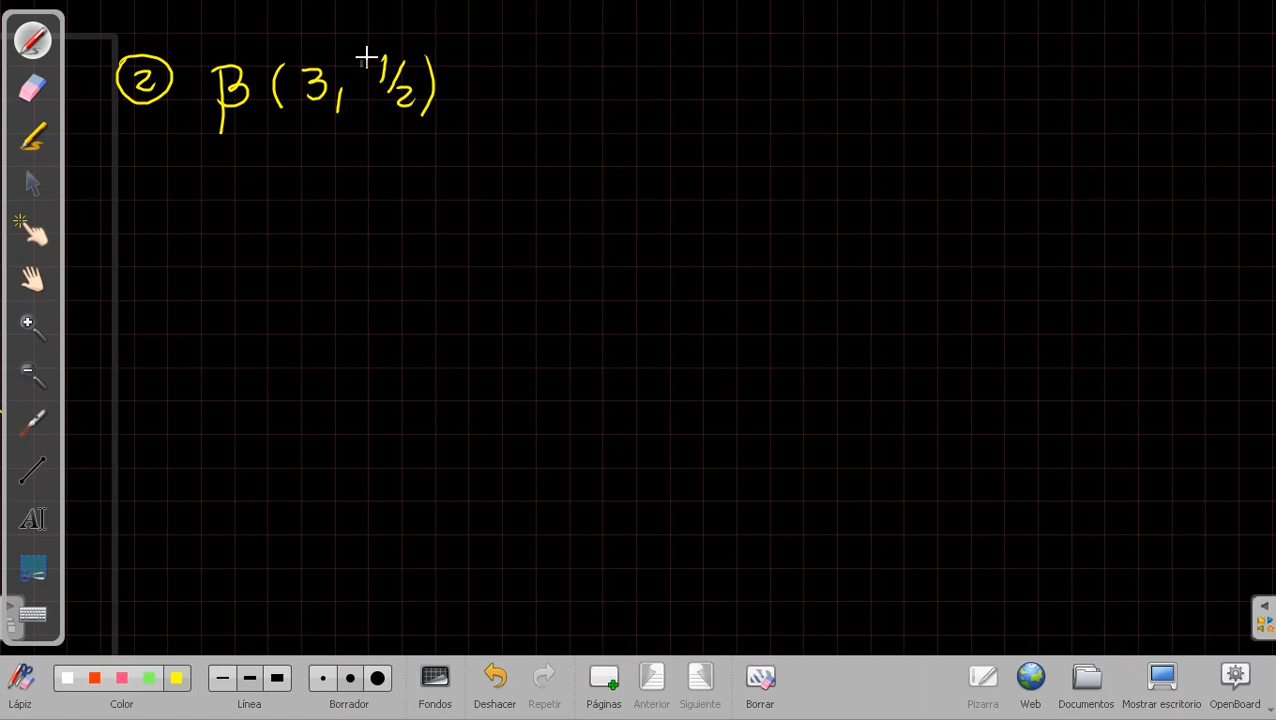 ② β (3, 1/2)
AI
Lápiz Color Línea Borrador Fondos Deshacer Repetir Páginas Anterior Siguiente Borrar Pizarra Web Documentos Mostrar escritorio OpenBoard